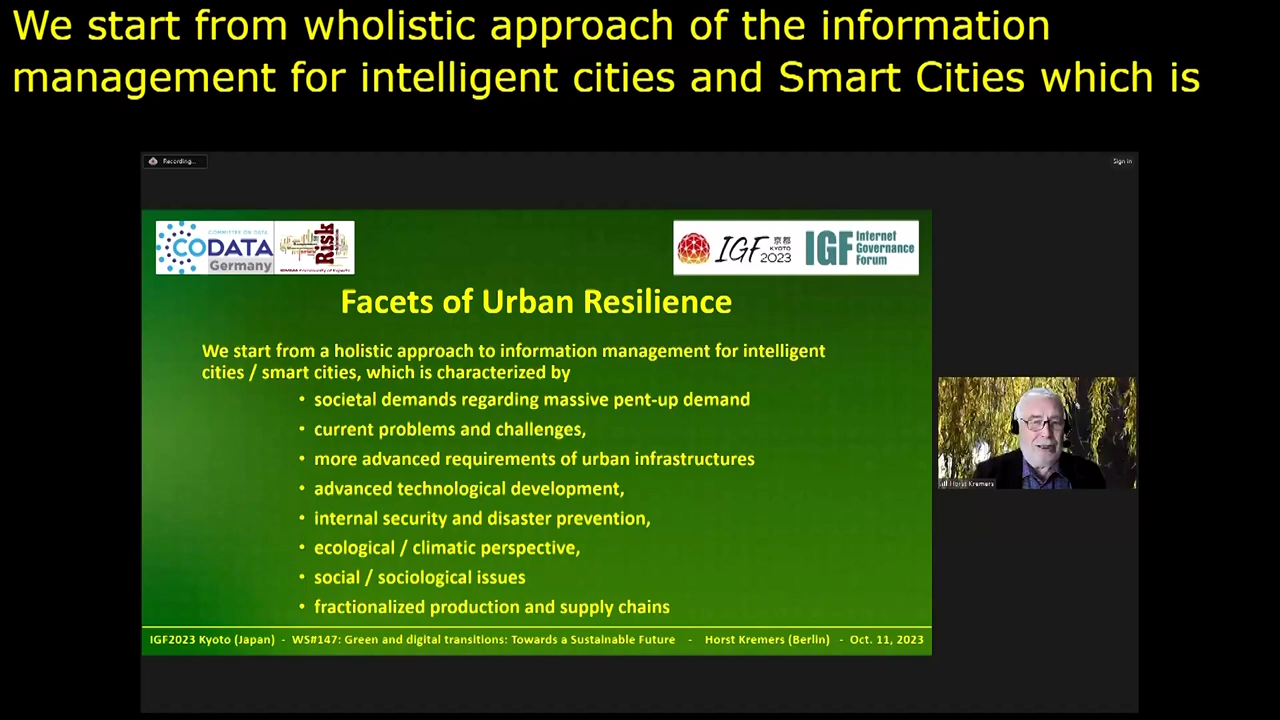 We start from wholistic approach of the information
management for intelligent cities and Smart Cities which is
Recording...
Sign in
COMMITTEE ON DATA
CODATA
Germany
Risk
IGF 京都
KYOTO
2023
IGF Internet
Governance
Forum
Facets of Urban Resilience
We start from a holistic approach to information management for intelligent
cities / smart cities, which is characterized by
• societal demands regarding massive pent-up demand
• current problems and challenges,
• more advanced requirements of urban infrastructures
• advanced technological development,
• internal security and disaster prevention,
• ecological / climatic perspective,
• social / sociological issues
• fractionalized production and supply chains
Horst Kremers
IGF2023 Kyoto (Japan) - WS#147: Green and digital transitions: Towards a Sustainable Future - Horst Kremers (Berlin) - Oct. 11, 2023